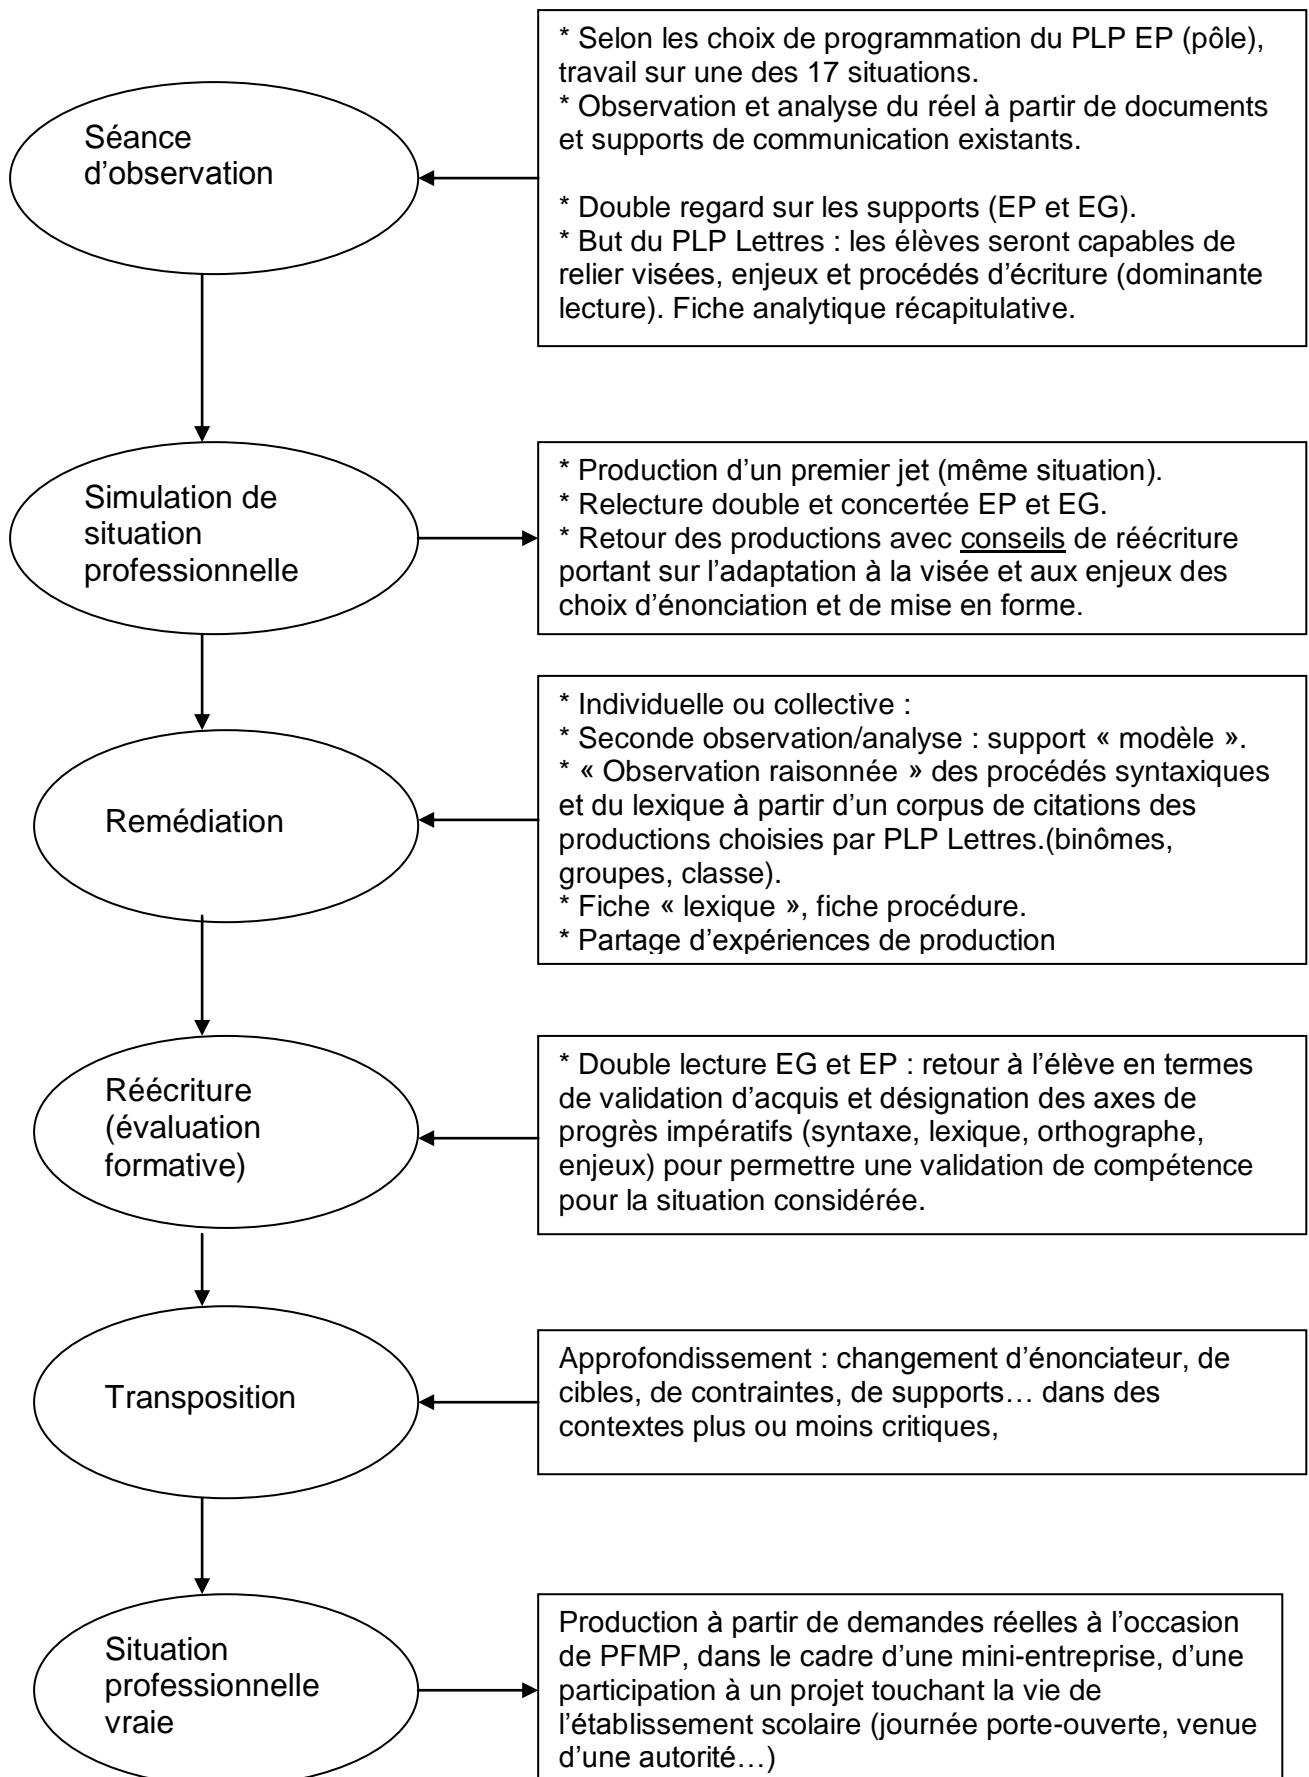 Séance
d’observation
* Selon les choix de programmation du PLP EP (pôle),
travail sur une des 17 situations.
* Observation et analyse du réel à partir de documents
et supports de communication existants.
* Double regard sur les supports (EP et EG).
* But du PLP Lettres : les élèves seront capables de
relier visées, enjeux et procédés d’écriture (dominante
lecture). Fiche analytique récapitulative.
Simulation de
situation
professionnelle
* Production d’un premier jet (même situation).
* Relecture double et concertée EP et EG.
* Retour des productions avec conseils de réécriture
portant sur l’adaptation à la visée et aux enjeux des
choix d’énonciation et de mise en forme.
Remédiation
* Individuelle ou collective :
* Seconde observation/analyse : support « modèle ».
* « Observation raisonnée » des procédés syntaxiques
et du lexique à partir d’un corpus de citations des
productions choisies par PLP Lettres.(binômes,
groupes, classe).
* Fiche « lexique », fiche procédure.
* Partage d’expériences de production
Réécriture
(évaluation
formative)
* Double lecture EG et EP : retour à l’élève en termes
de validation d’acquis et désignation des axes de
progrès impératifs (syntaxe, lexique, orthographe,
enjeux) pour permettre une validation de compétence
pour la situation considérée.
Transposition
Approfondissement : changement d’énonciateur, de
cibles, de contraintes, de supports… dans des
contextes plus ou moins critiques,
Situation
professionnelle
vraie
Production à partir de demandes réelles à l’occasion
de PFMP, dans le cadre d’une mini-entreprise, d’une
participation à un projet touchant la vie de
l’établissement scolaire (journée porte-ouverte, venue
d’une autorité…)